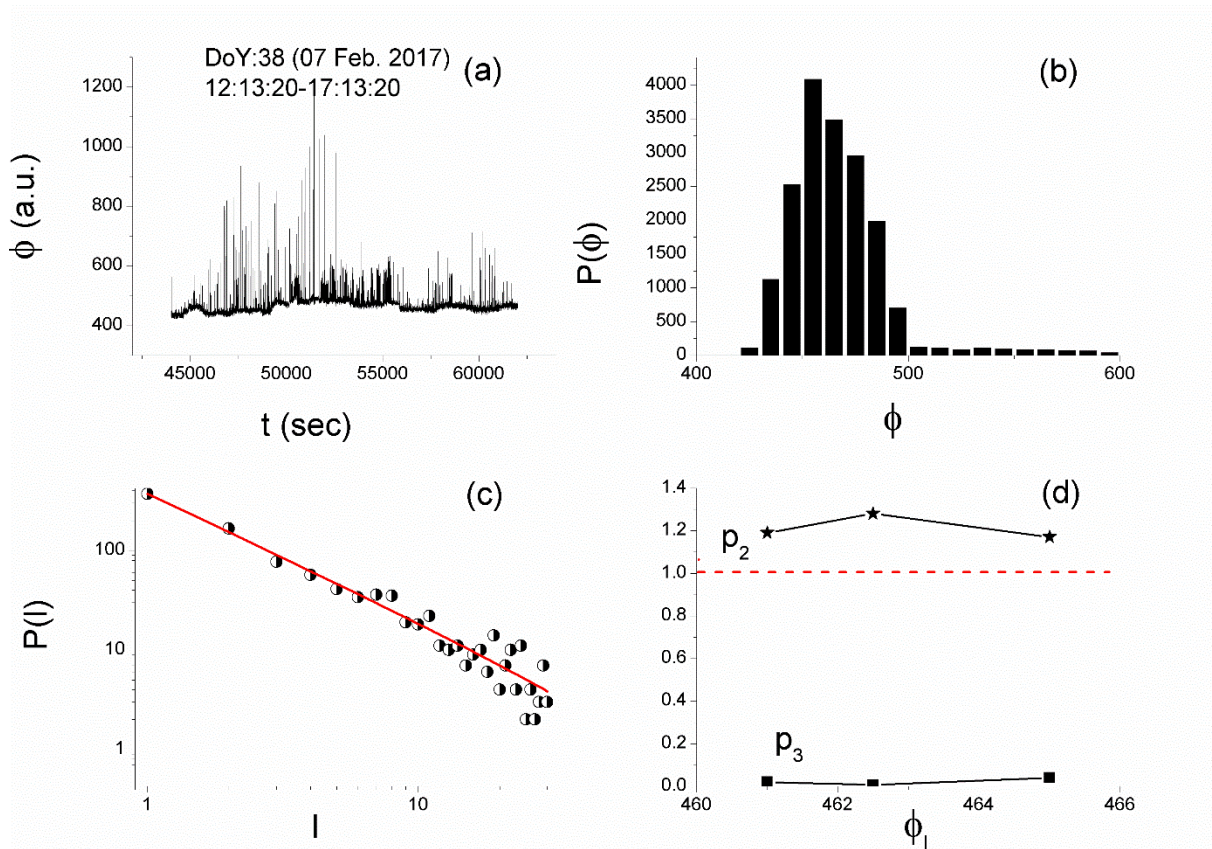 DoY:38 (07 Feb. 2017)
12:13:20-17:13:20
(a)
1200
1000
800
600
400
ϕ (a.u.)
45000 50000 55000 60000
t (sec)
(b)
4000
3500
3000
2500
2000
1500
1000
500
0
P(ϕ)
400 500 600
ϕ
(c)
100
10
1
P(l)
1 10
l
(d)
1.4
1.2
1.0
0.8
0.6
0.4
0.2
0.0
p₂
p₃
460 462 464 466
ϕₗ